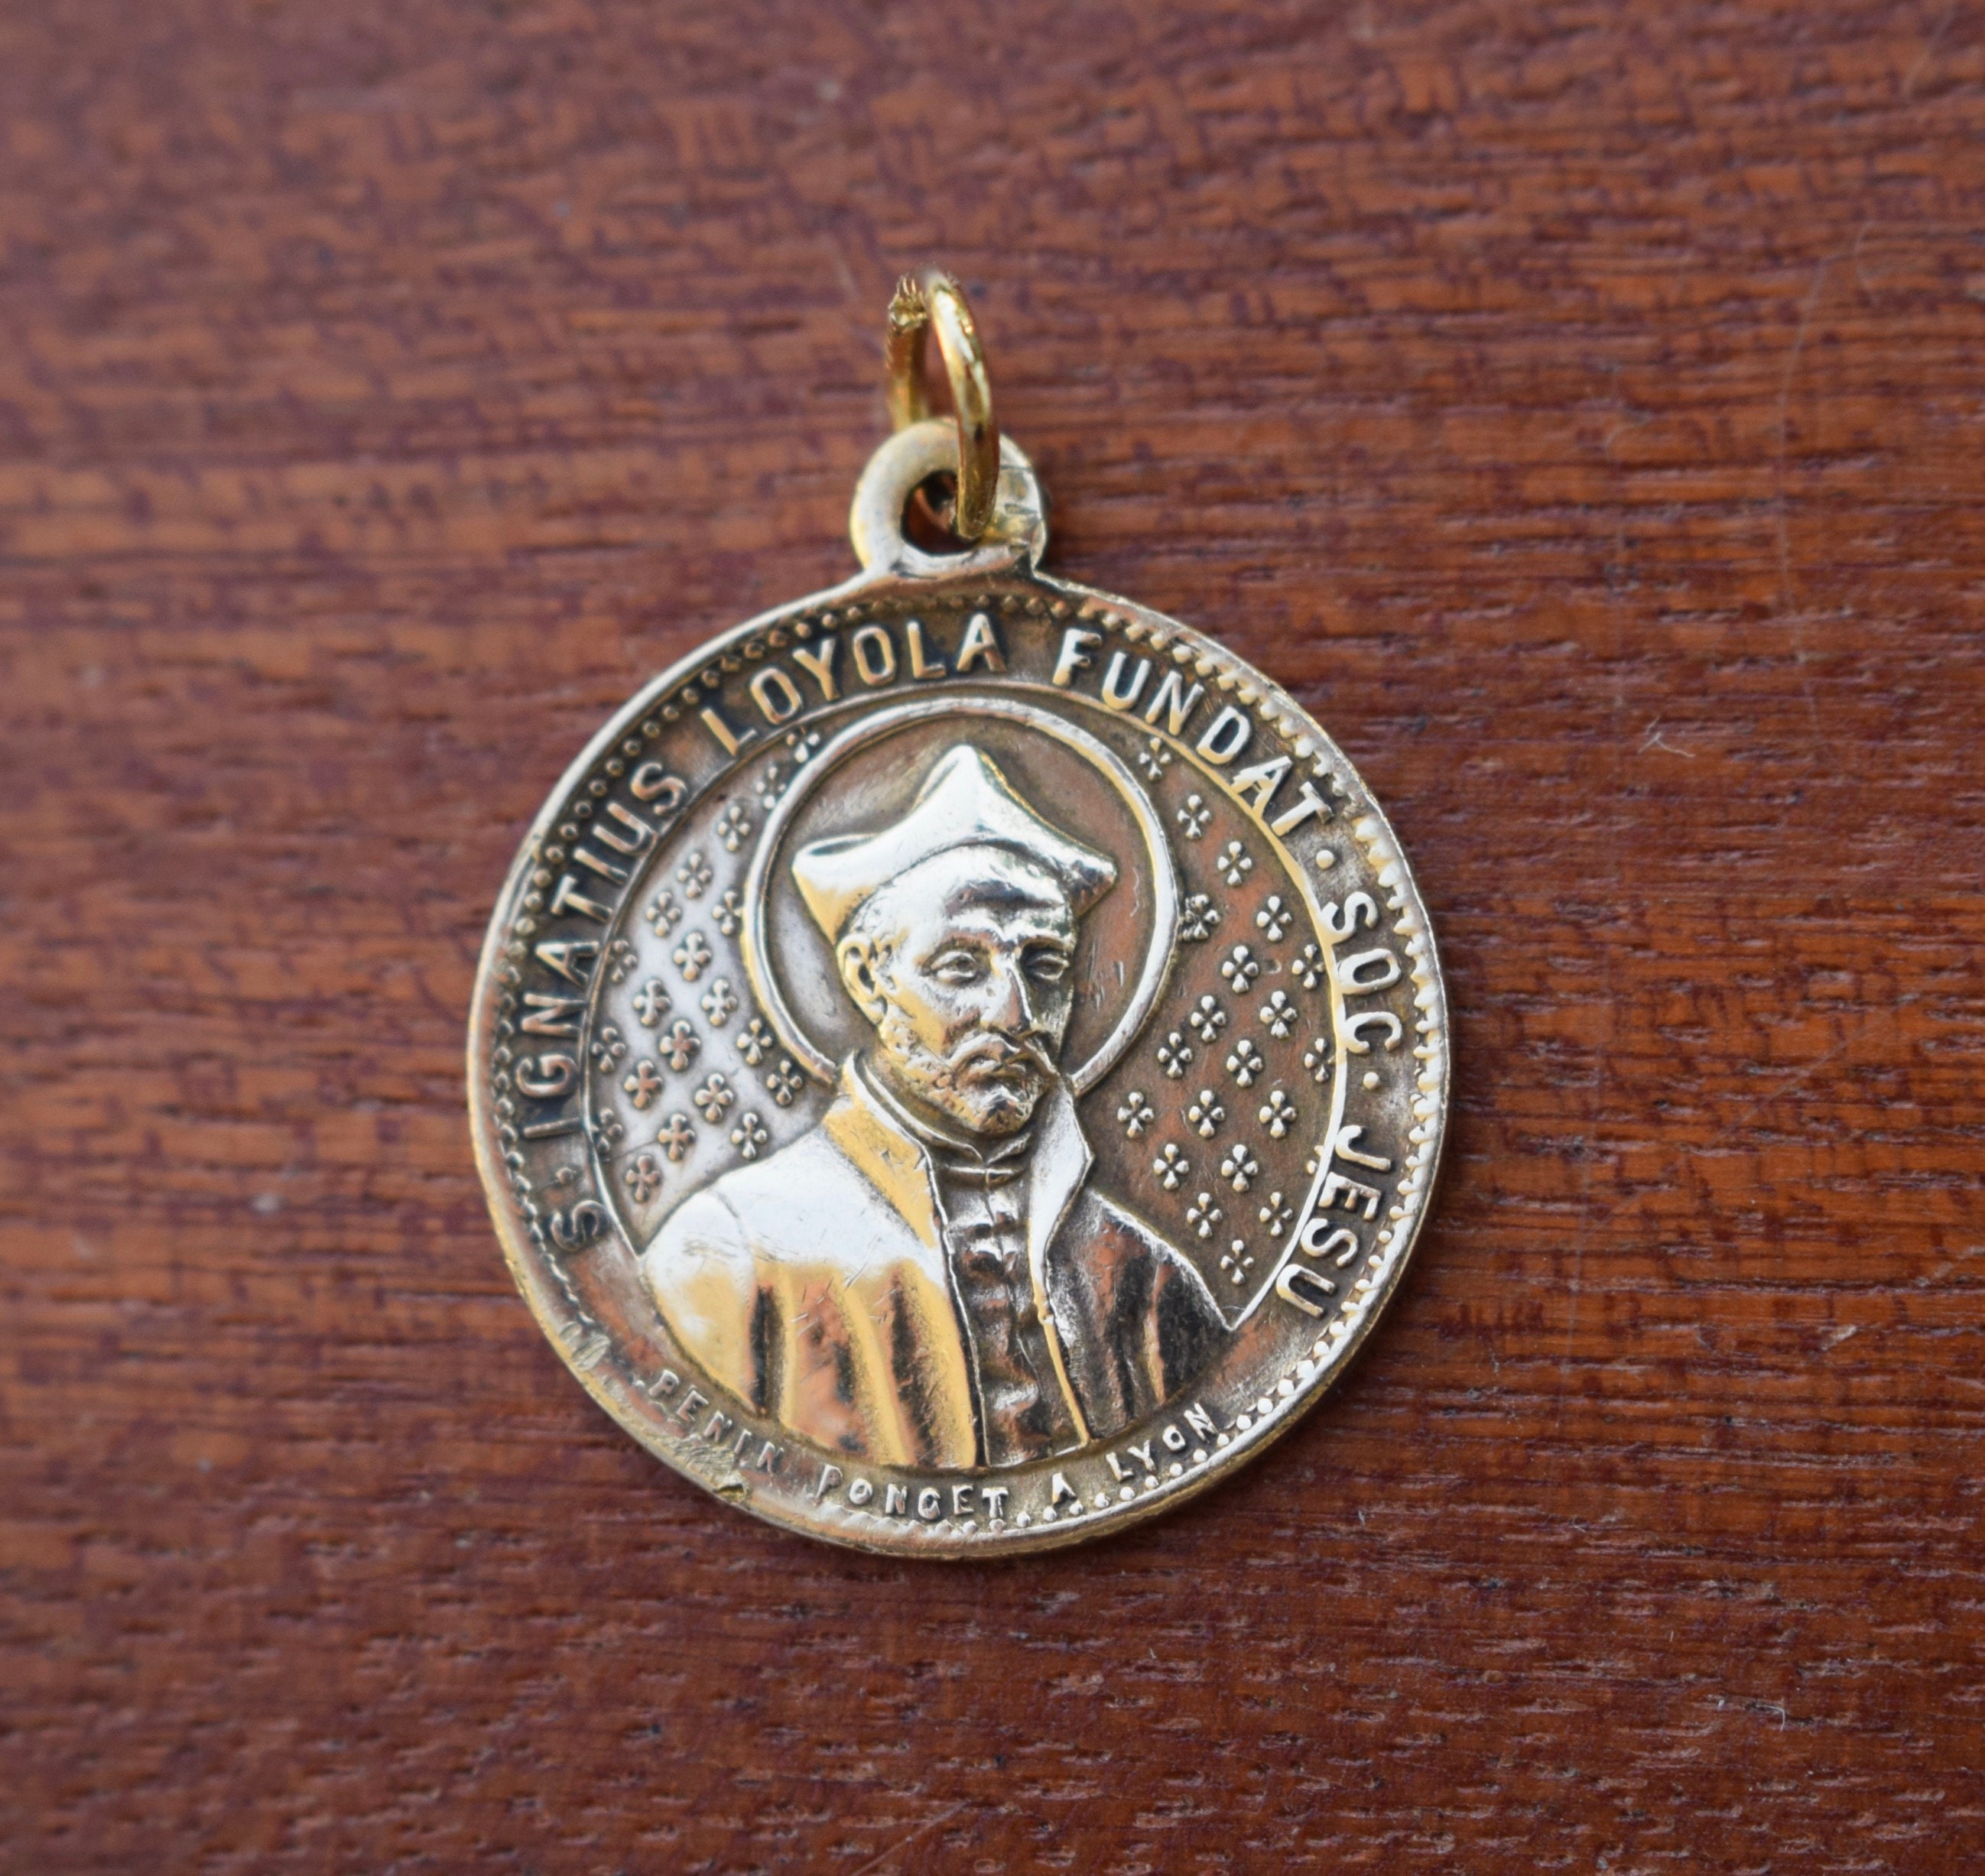 S· IGNATIUS LOYOLA FUNDAT· SOC· JESU
PENIN PONCET A LYON